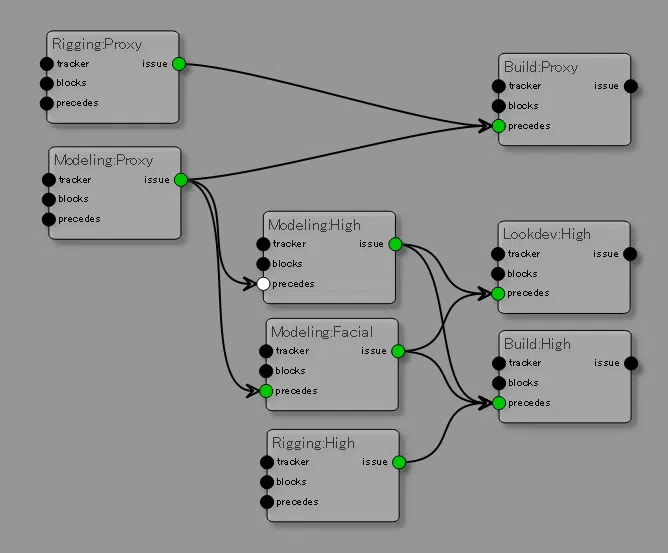 Rigging:Proxy
tracker issue
blocks
precedes
Build:Proxy
tracker issue
blocks
precedes
Modeling:Proxy
tracker issue
blocks
precedes
Modeling:High
tracker issue
blocks
precedes
Lookdev:High
tracker issue
blocks
precedes
Modeling:Facial
tracker issue
blocks
precedes
Build:High
tracker issue
blocks
precedes
Rigging:High
tracker issue
blocks
precedes